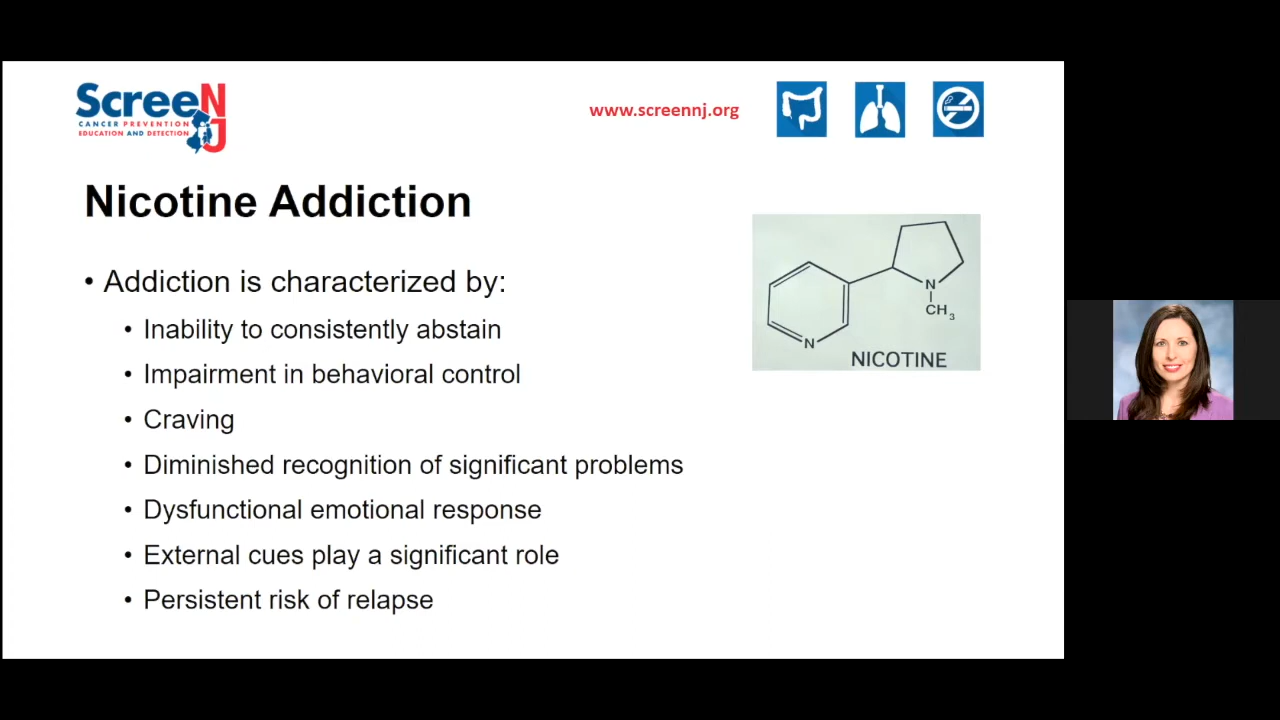 ScreeNJ
CANCER PREVENTION
EDUCATION AND DETECTION
www.screennj.org
Nicotine Addiction
• Addiction is characterized by:
• Inability to consistently abstain
• Impairment in behavioral control
• Craving
• Diminished recognition of significant problems
• Dysfunctional emotional response
• External cues play a significant role
• Persistent risk of relapse
N
N
CH3
NICOTINE